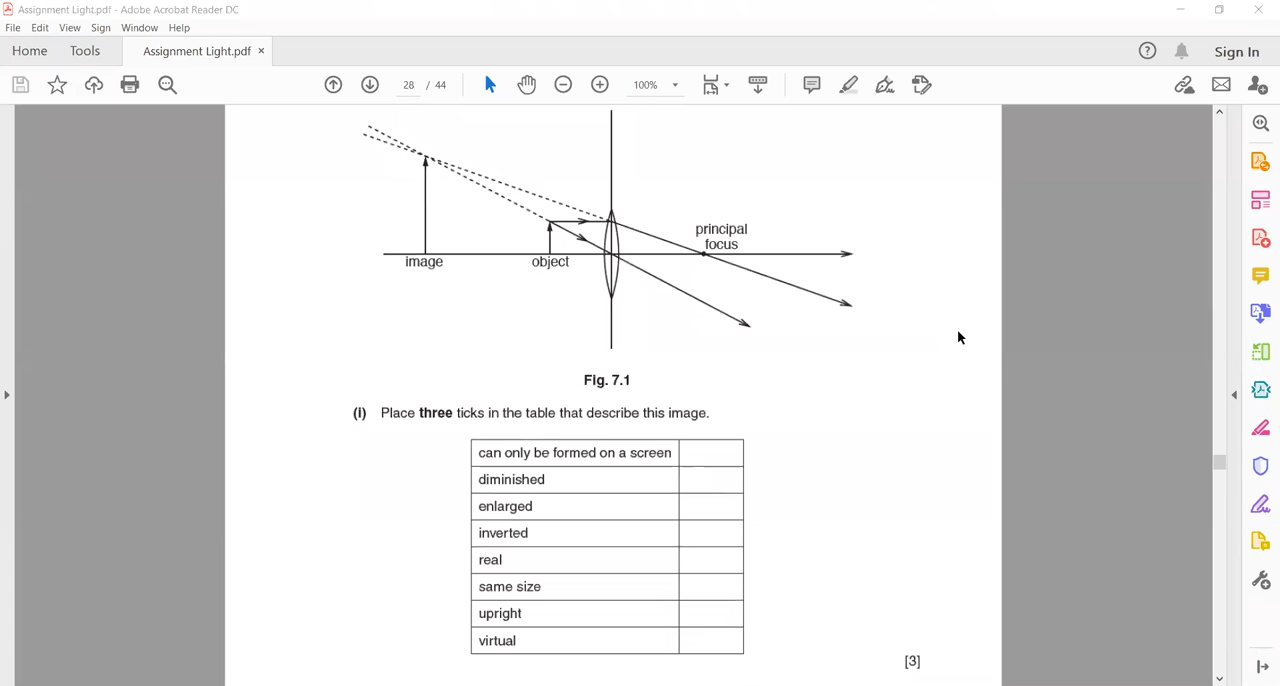 Assignment Light.pdf - Adobe Acrobat Reader DC
File Edit View Sign Window Help
Home Tools Assignment Light.pdf × Sign In
28 / 44 100%
principal
focus
image object
Fig. 7.1
(i) Place three ticks in the table that describe this image.
can only be formed on a screen
diminished
enlarged
inverted
real
same size
upright
virtual
[3]